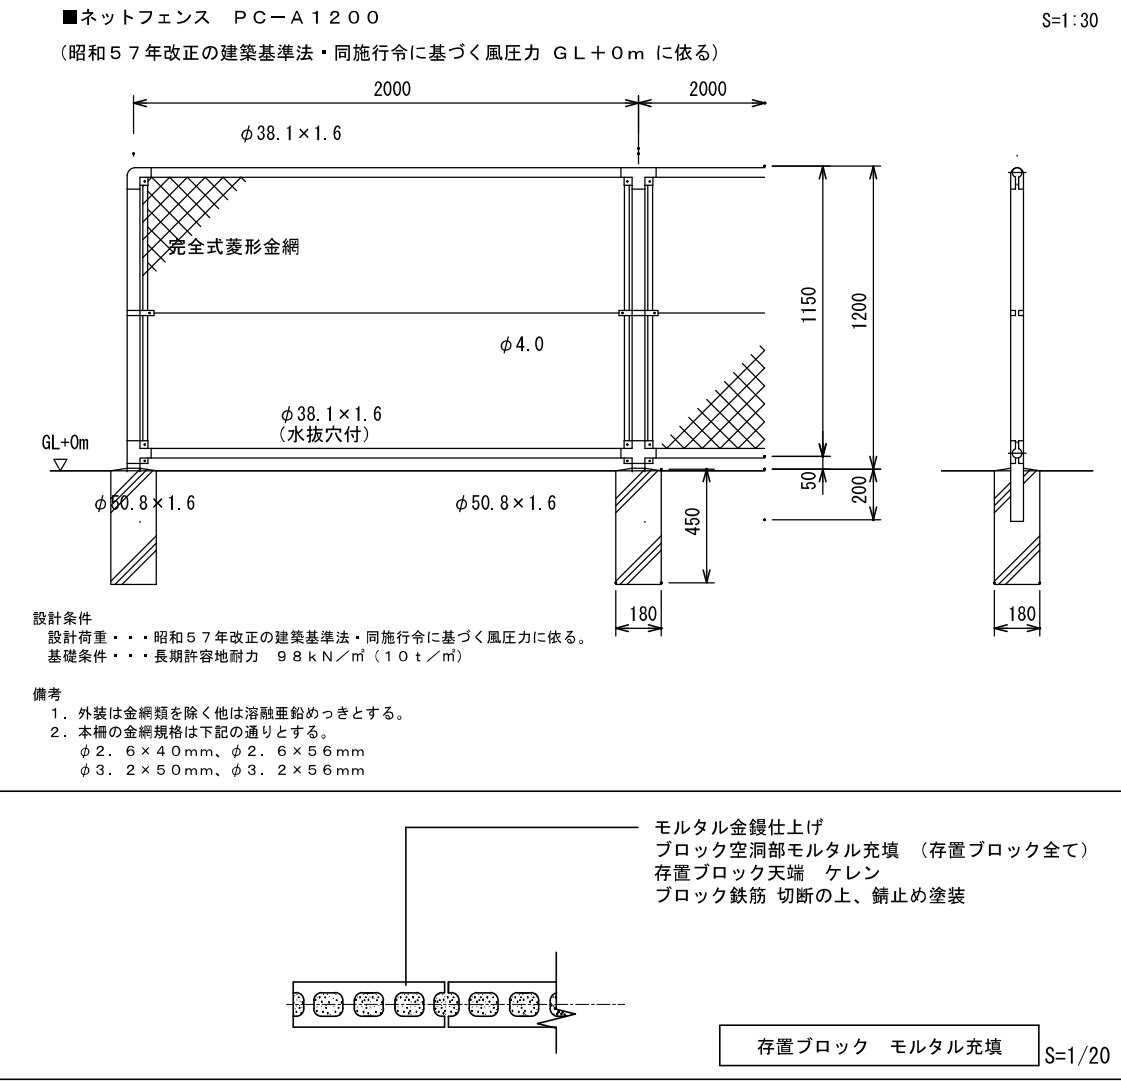 ■ネットフェンス　ＰＣ－Ａ１２００
S=1:30
（昭和５７年改正の建築基準法・同施行令に基づく風圧力 ＧＬ＋０ｍ に依る）
2000
2000
φ38.1×1.6
完全式菱形金網
1150
1200
φ4.0
φ38.1×1.6
（水抜穴付）
GL+0m
φ50.8×1.6
φ50.8×1.6
450
50
200
180
180
設計条件
設計荷重・・・昭和５７年改正の建築基準法・同施行令に基づく風圧力に依る。
基礎条件・・・長期許容地耐力　９８ｋＮ／㎡（１０ｔ／㎡）
備考
１．外装は金網類を除く他は溶融亜鉛めっきとする。
２．本柵の金網規格は下記の通りとする。
φ２．６×４０ｍｍ、φ２．６×５６ｍｍ
φ３．２×５０ｍｍ、φ３．２×５６ｍｍ
モルタル金鏝仕上げ
ブロック空洞部モルタル充填　（存置ブロック全て）
存置ブロック天端　ケレン
ブロック鉄筋 切断の上、錆止め塗装
存置ブロック　モルタル充填
S=1/20